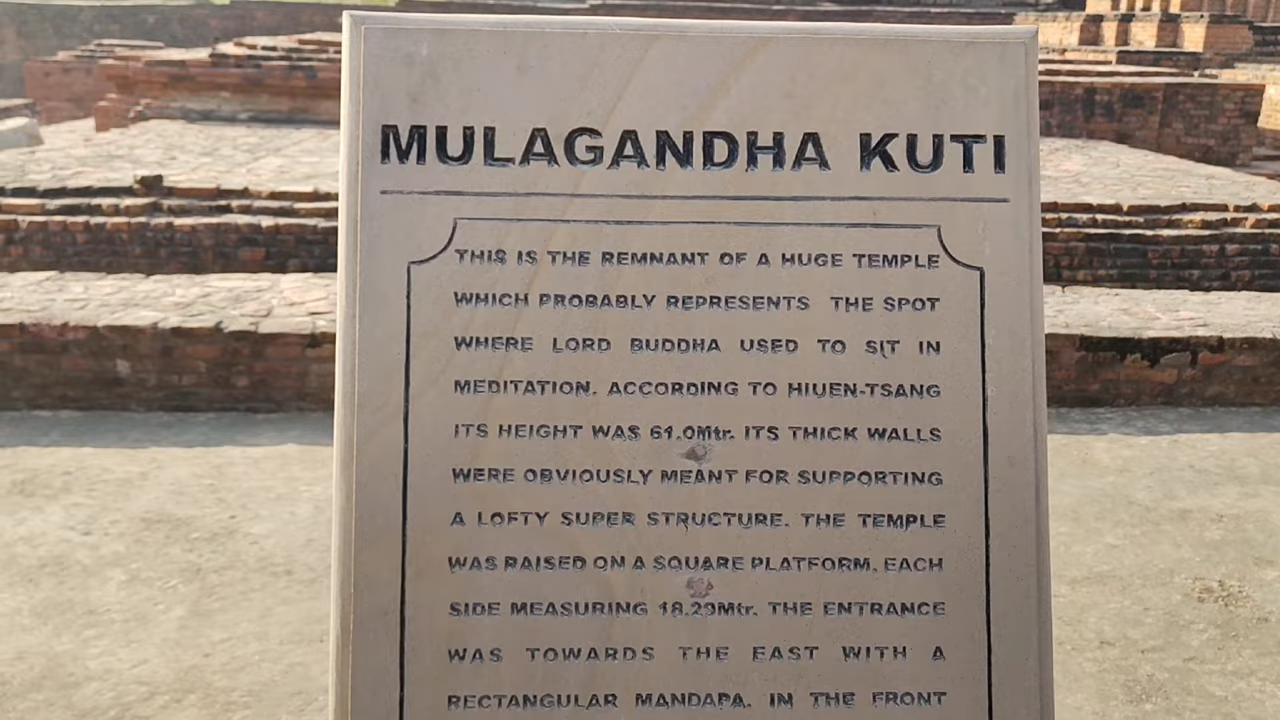 MULAGANDHA KUTI
THIS IS THE REMNANT OF A HUGE TEMPLE
WHICH PROBABLY REPRESENTS THE SPOT
WHERE LORD BUDDHA USED TO SIT IN
MEDITATION. ACCORDING TO HIUEN-TSANG
ITS HEIGHT WAS 61.0Mtr. ITS THICK WALLS
WERE OBVIOUSLY MEANT FOR SUPPORTING
A LOFTY SUPER STRUCTURE. THE TEMPLE
WAS RAISED ON A SQUARE PLATFORM, EACH
SIDE MEASURING 18.29Mtr. THE ENTRANCE
WAS TOWARDS THE EAST WITH A
RECTANGULAR MANDAPA. IN THE FRONT